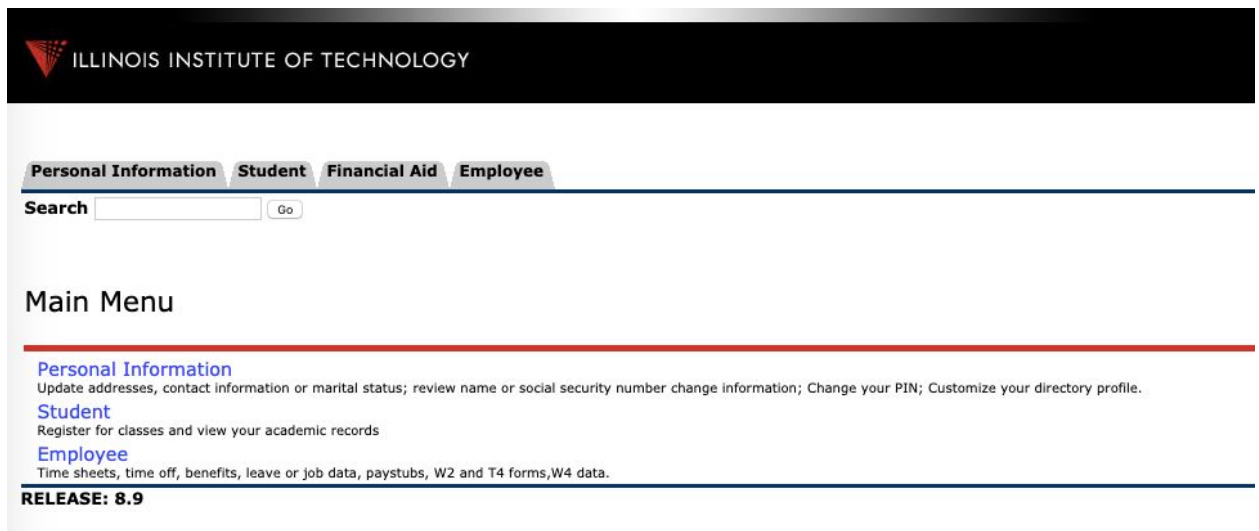 ILLINOIS INSTITUTE OF TECHNOLOGY
Personal Information Student Financial Aid Employee
Search Go
Main Menu
Personal Information
Update addresses, contact information or marital status; review name or social security number change information; Change your PIN; Customize your directory profile.
Student
Register for classes and view your academic records
Employee
Time sheets, time off, benefits, leave or job data, paystubs, W2 and T4 forms,W4 data.
RELEASE: 8.9